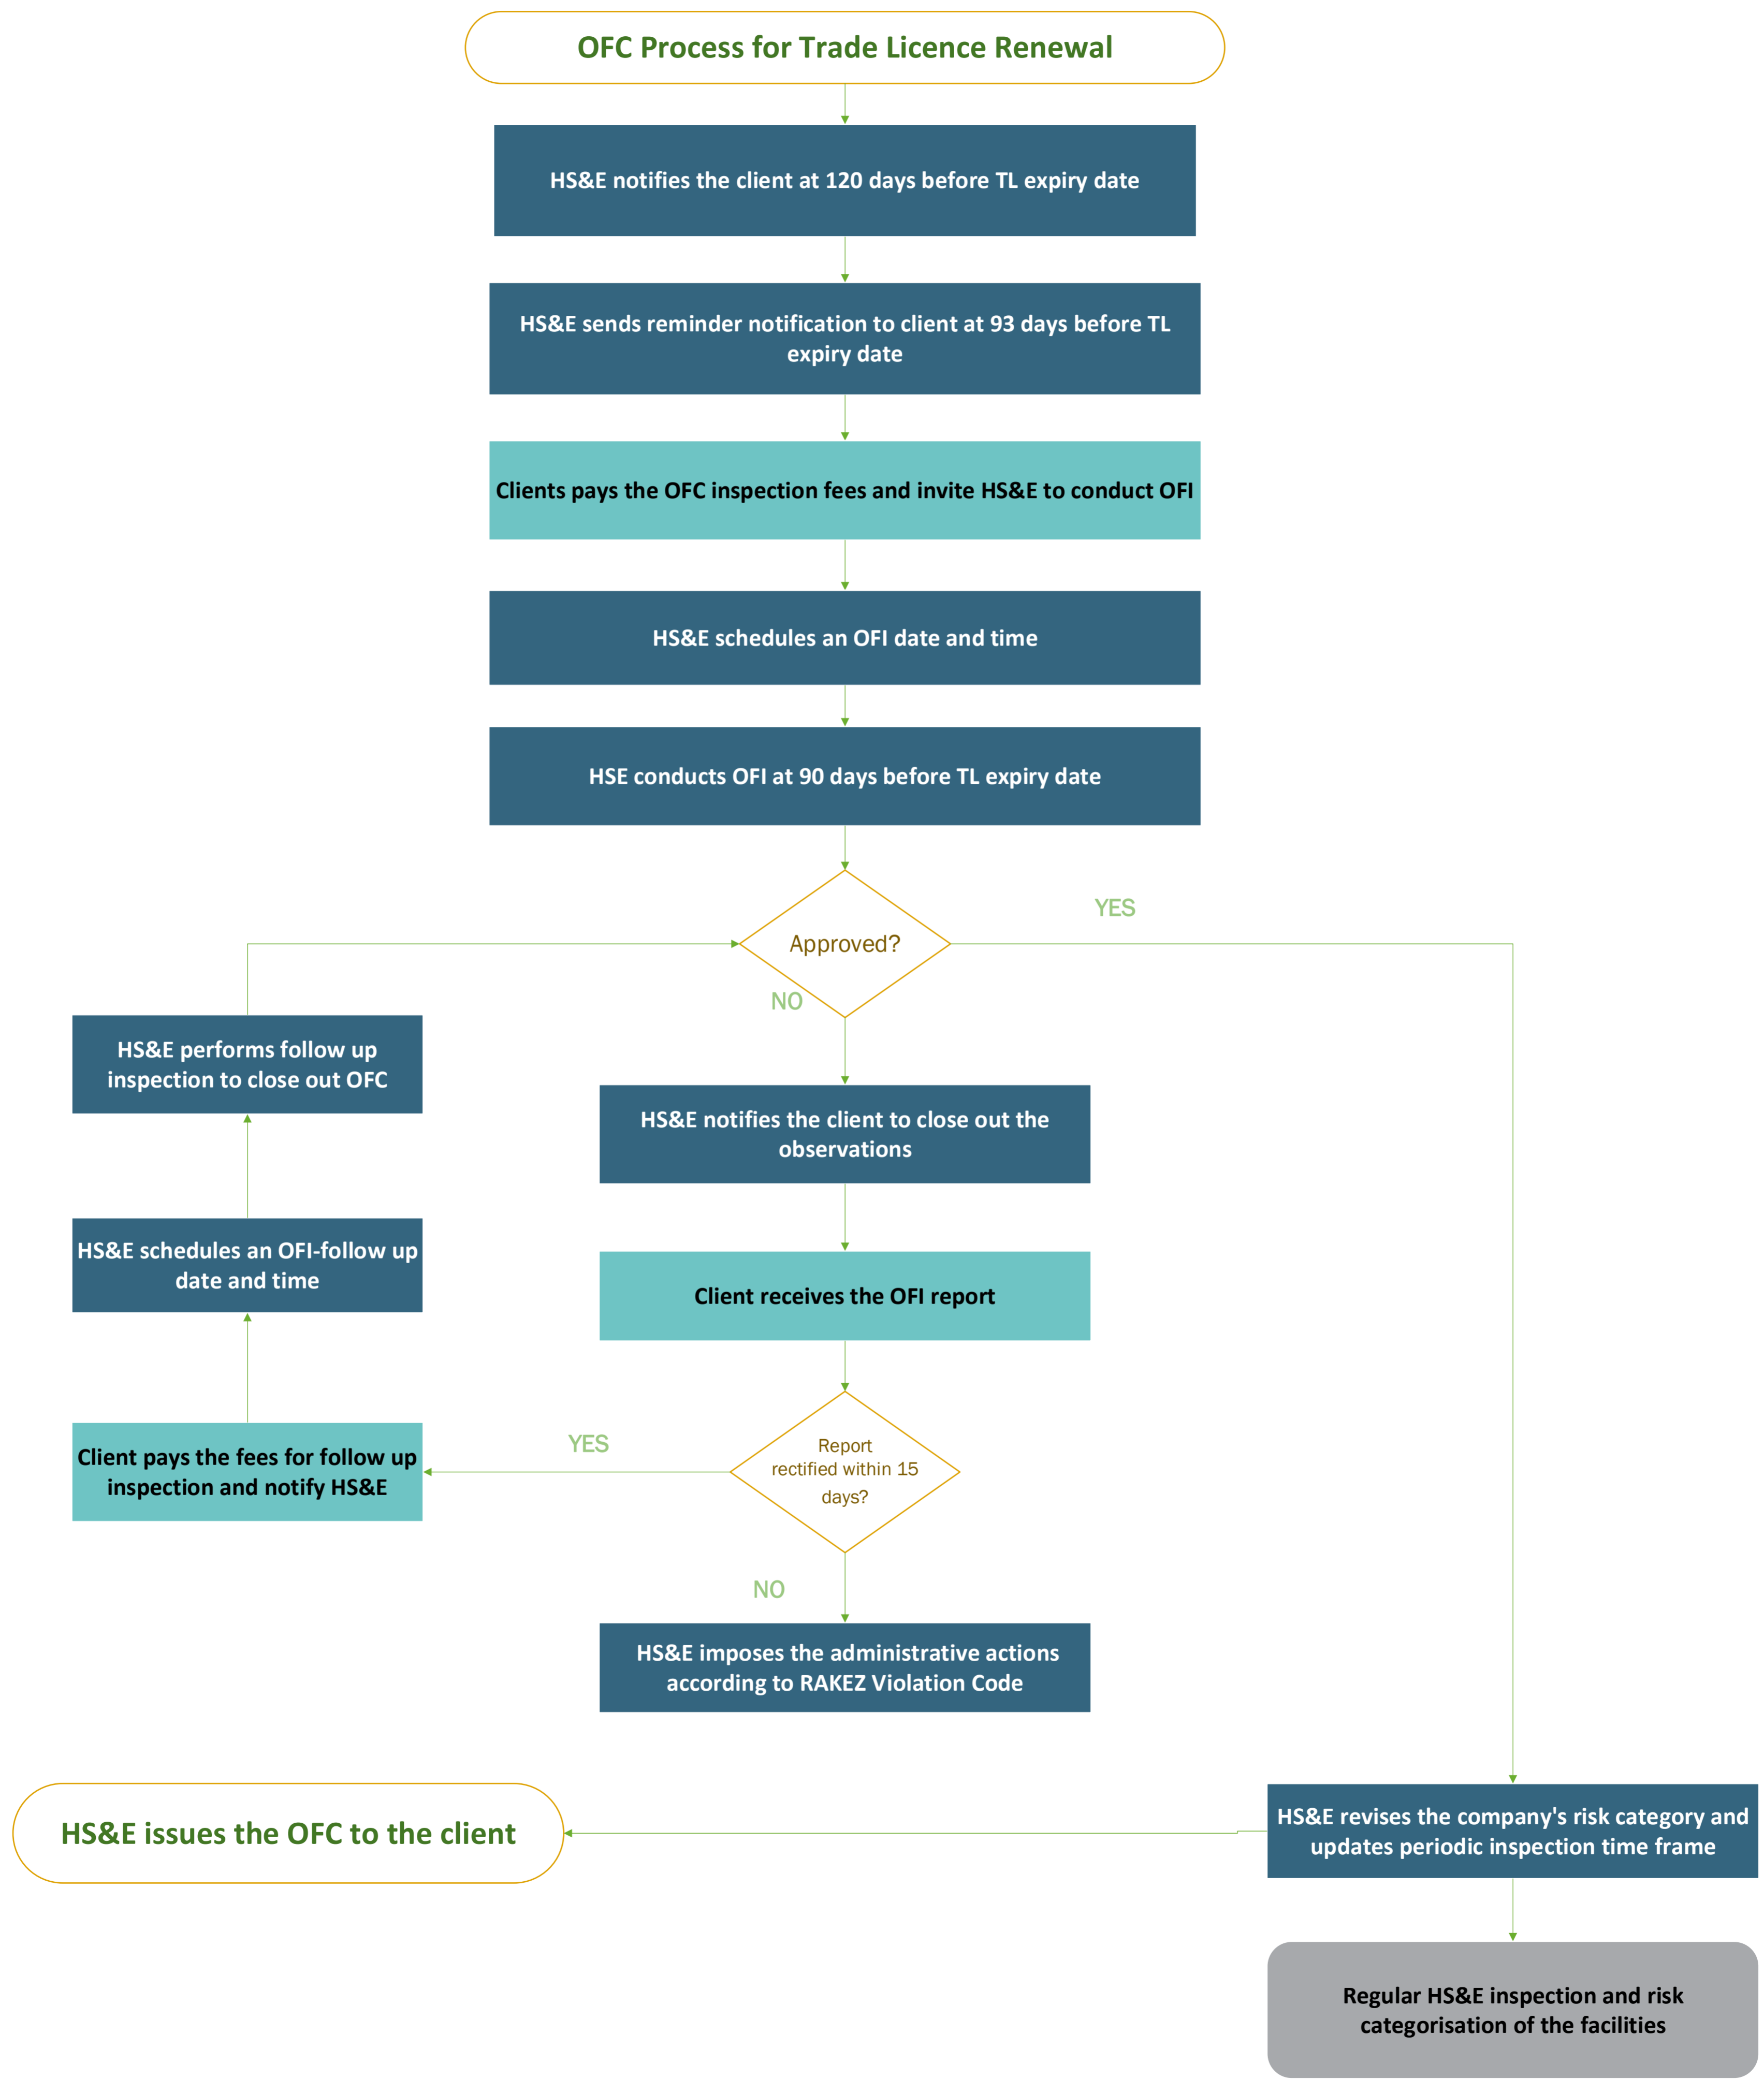 OFC Process for Trade Licence Renewal
HS&E notifies the client at 120 days before TL expiry date
HS&E sends reminder notification to client at 93 days before TL
expiry date
Clients pays the OFC inspection fees and invite HS&E to conduct OFI
HS&E schedules an OFI date and time
HSE conducts OFI at 90 days before TL expiry date
YES
Approved?
NO
HS&E performs follow up
inspection to close out OFC
HS&E notifies the client to close out the
observations
HS&E schedules an OFI-follow up
date and time
Client receives the OFI report
Client pays the fees for follow up
inspection and notify HS&E
YES
Report
rectified within 15
days?
NO
HS&E imposes the administrative actions
according to RAKEZ Violation Code
HS&E issues the OFC to the client
HS&E revises the company's risk category and
updates periodic inspection time frame
Regular HS&E inspection and risk
categorisation of the facilities